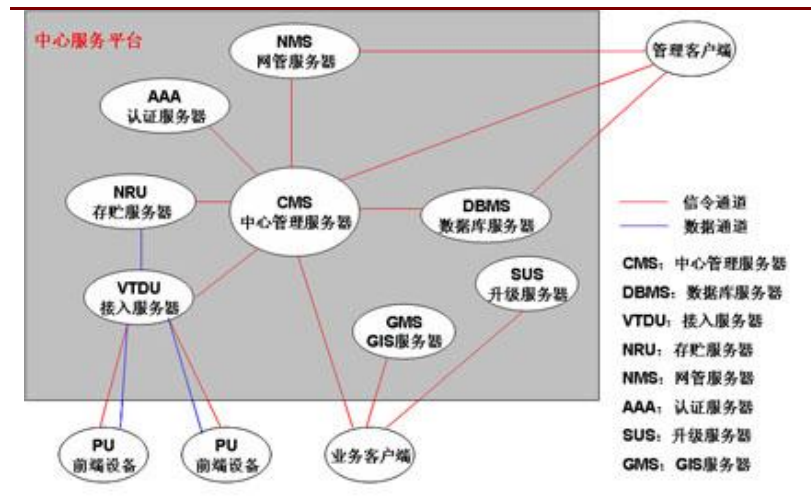 中心服务平台
NMS
网管服务器
管理客户端
AAA
认证服务器
NRU
存贮服务器
CMS
中心管理服务器
DBMS
数据库服务器
信令通道
数据通道
VTDU
接入服务器
SUS
升级服务器
GMS
GIS服务器
CMS：中心管理服务器
DBMS：数据库服务器
VTDU：接入服务器
NRU：存贮服务器
NMS：网管服务器
AAA：认证服务器
SUS：升级服务器
GMS：GIS服务器
PU
前端设备
PU
前端设备
业务客户端